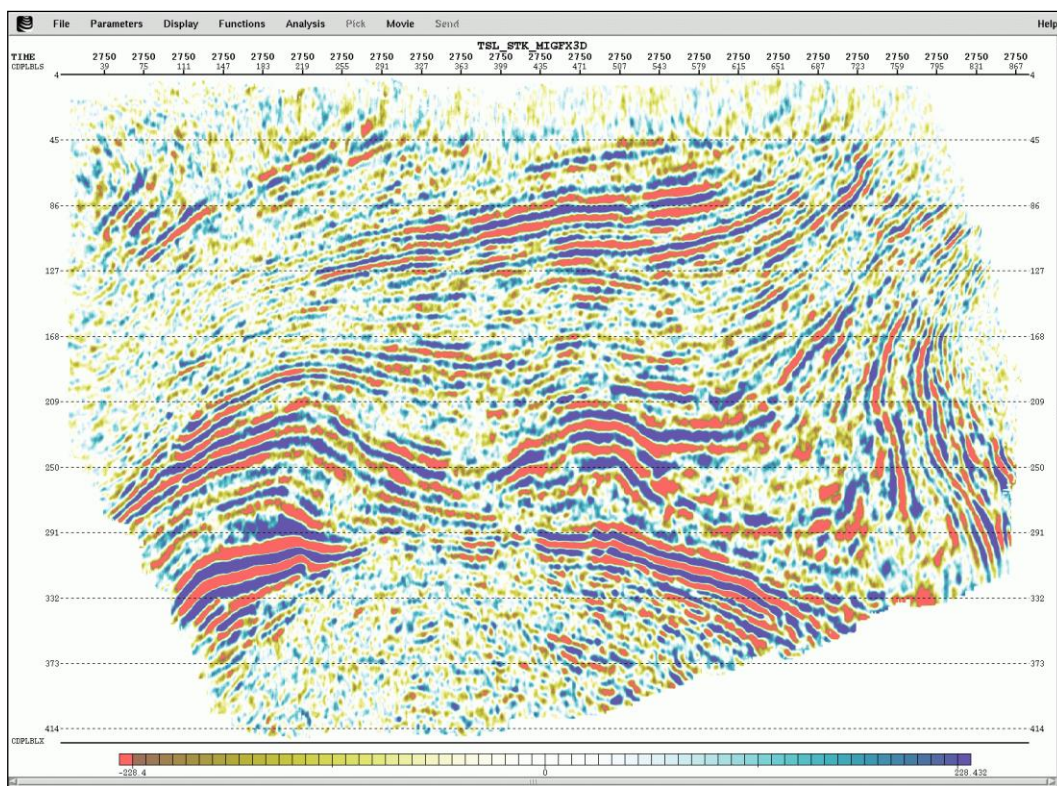 File Parameters Display Functions Analysis Pick Movie Send Help
TSL_STK_MIGFX3D
TIME 2750 2750 2750 2750 2750 2750 2750 2750 2750 2750 2750 2750 2750 2750 2750 2750 2750 2750 2750 2750 2750 2750 2750 2750
CDPLBLS 39 75 111 147 183 219 255 291 327 363 399 435 471 507 543 579 615 651 687 723 759 795 831 867
4 4
45 45
86 86
127 127
168 168
209 209
250 250
291 291
332 332
373 373
414 414
CDPLBLX
-228.4 0 228.432